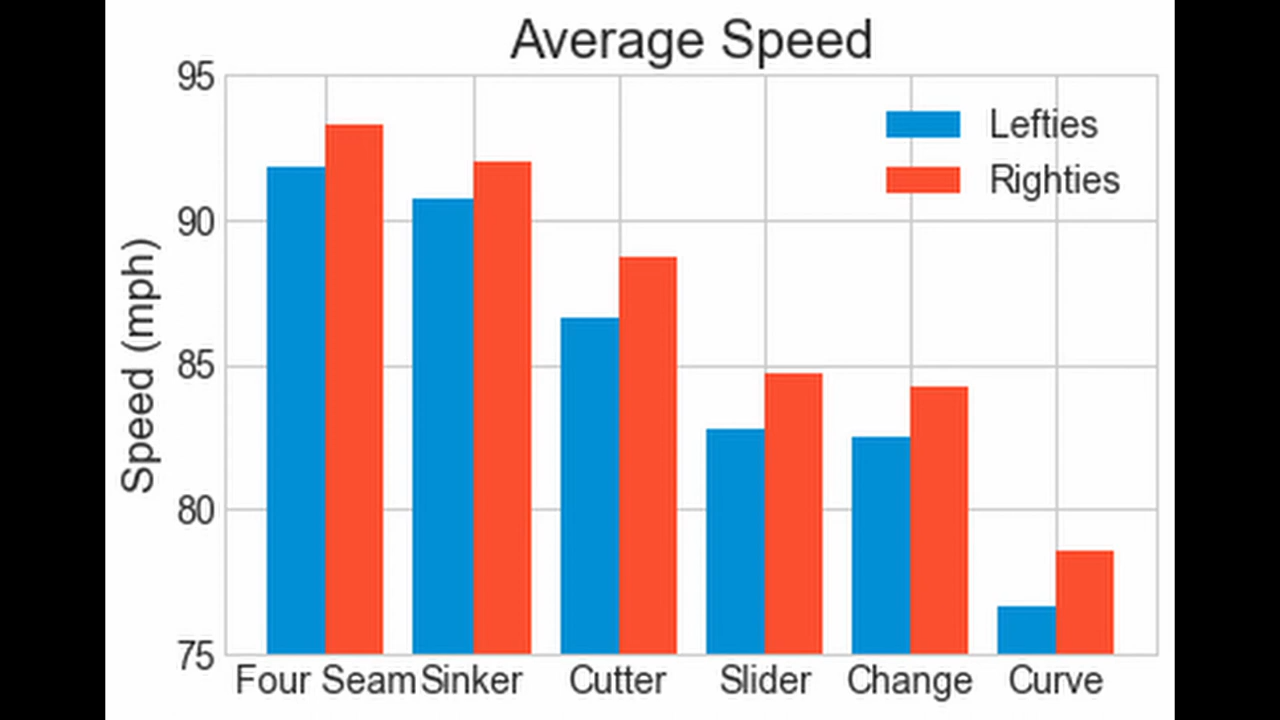 Average Speed
95
90
85
80
75
Speed (mph)
Lefties
Righties
Four Seam Sinker Cutter Slider Change Curve